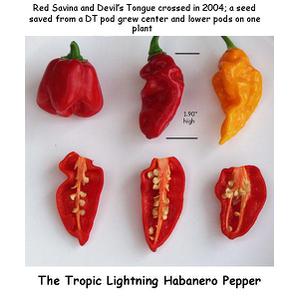 Red Savina and Devil's Tongue crossed in 2004; a seed
saved from a DT pod grew center and lower pods on one
plant
1.90"
high
The Tropic Lightning Habanero Pepper